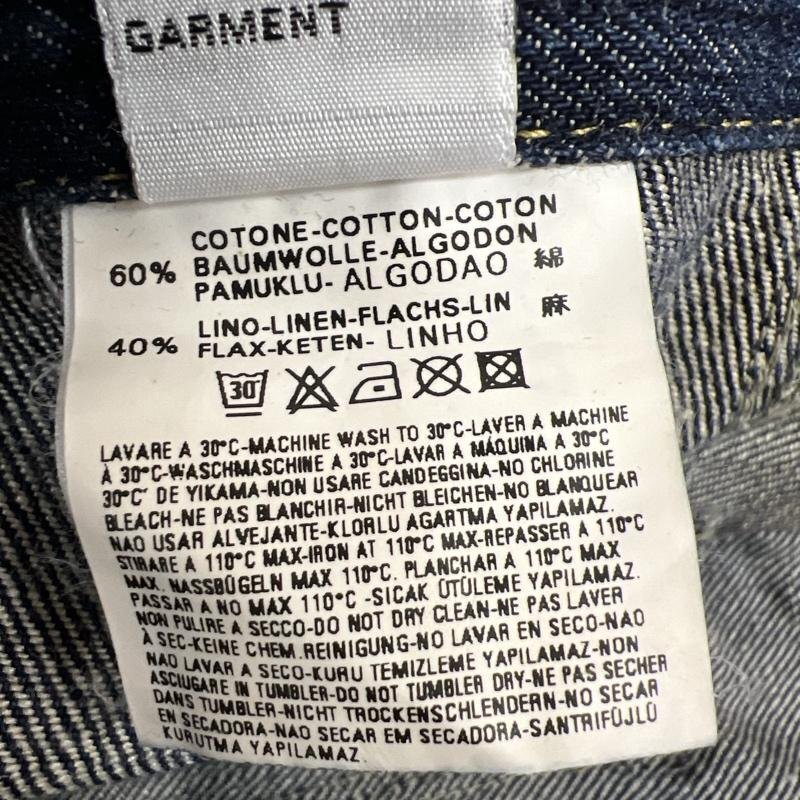 GARMENT
COTONE-COTTON-COTON
60% BAUMWOLLE-ALGODON
PAMUKLU- ALGODAO 綿
LINO-LINEN-FLACHS-LIN 麻
40% FLAX-KETEN- LINHO
30°
LAVARE A 30°C-MACHINE WASH TO 30°C-LAVER A MACHINE
À 30°C-WASCHMASCHINE A 30°C-LAVAR A MÁQUINA A 30°C
30°C' DE YIKAMA-NON USARE CANDEGGINA-NO CHLORINE
BLEACH-NE PAS BLANCHIR-NICHT BLEICHEN-NO BLANQUEAR
NAO USAR ALVEJANTE-KLORLU AGARTMA YAPILAMAZ.
STIRARE A 110°C MAX-IRON AT 110°C MAX-REPASSER A 110°C
MAX. NASSBÜGELN MAX 110°C. PLANCHAR A 110°C MAX
PASSAR A NO MAX 110°C -SICAK ÜTÜLEME YAPILAMAZ.
NON PULIRE A SECCO-DO NOT DRY CLEAN-NE PAS LAVER
À SEC-KEINE CHEM.REINIGUNG-NO LAVAR EN SECO-NAO
NAO LAVAR A SECO-KURU TEMIZLEME YAPILAMAZ-NON
ASCIUGARE IN TUMBLER-DO NOT TUMBLER DRY-NE PAS SECHER
DANS TUMBLER-NICHT TROCKENSCHLENDERN-NO SECAR
EN SECADORA-NAO SECAR EM SECADORA-SANTRIFÜJLÜ
KURUTMA YAPILAMAZ.